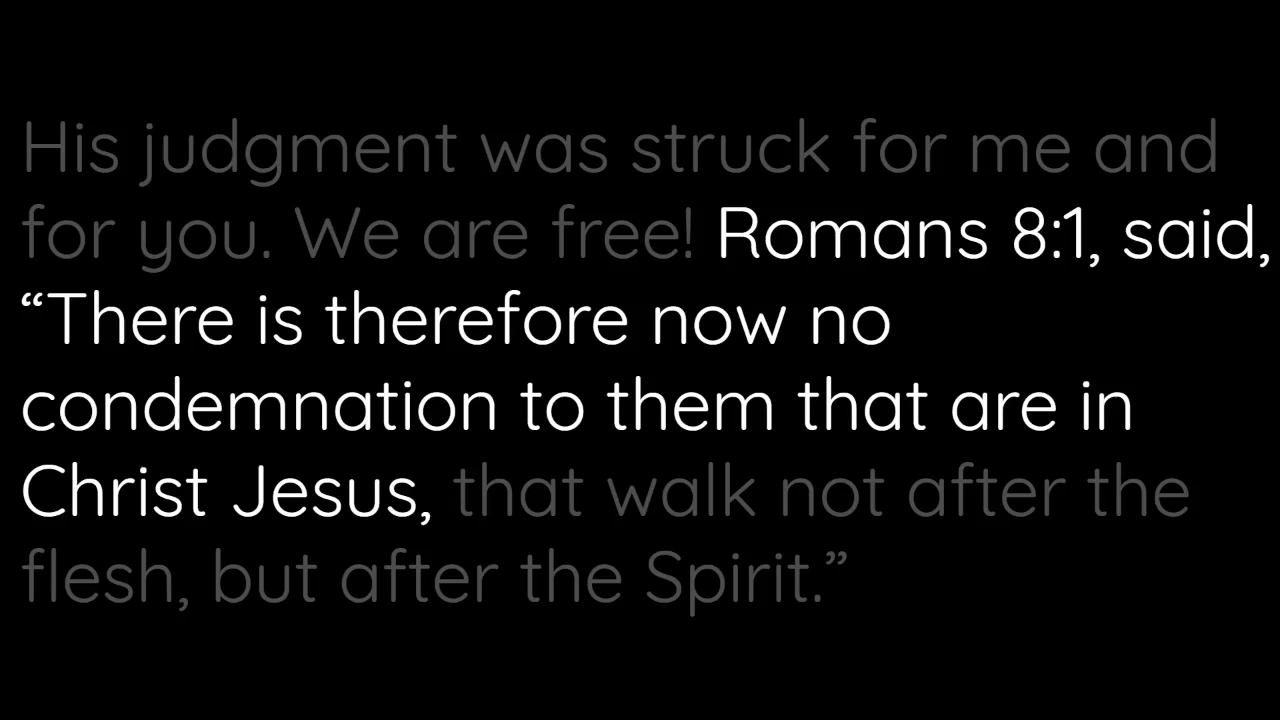 His judgment was struck for me and
for you. We are free! Romans 8:1, said,
“There is therefore now no
condemnation to them that are in
Christ Jesus, that walk not after the
flesh, but after the Spirit.”